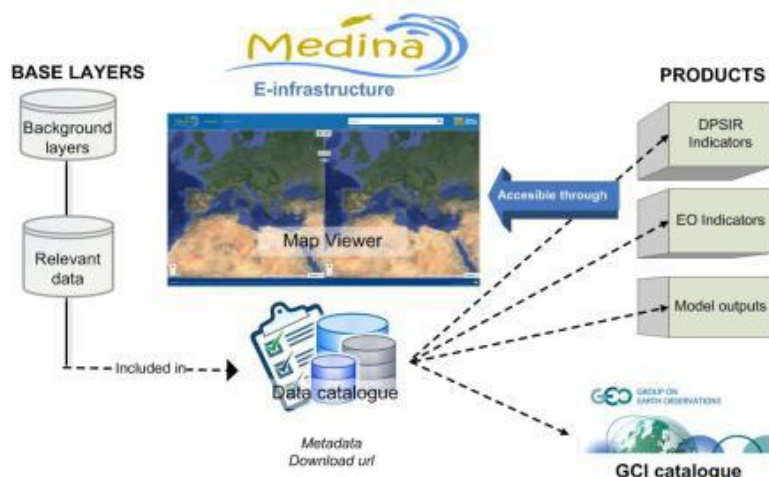 Medina
E-infrastructure
BASE LAYERS
Background
layers
Relevant
data
Included in
Map Viewer
Data catalogue
Metadata
Download url
Accesible through
PRODUCTS
DPSIR
Indicators
EO Indicators
Model outputs
GEO
GROUP ON
EARTH OBSERVATIONS
GCI catalogue